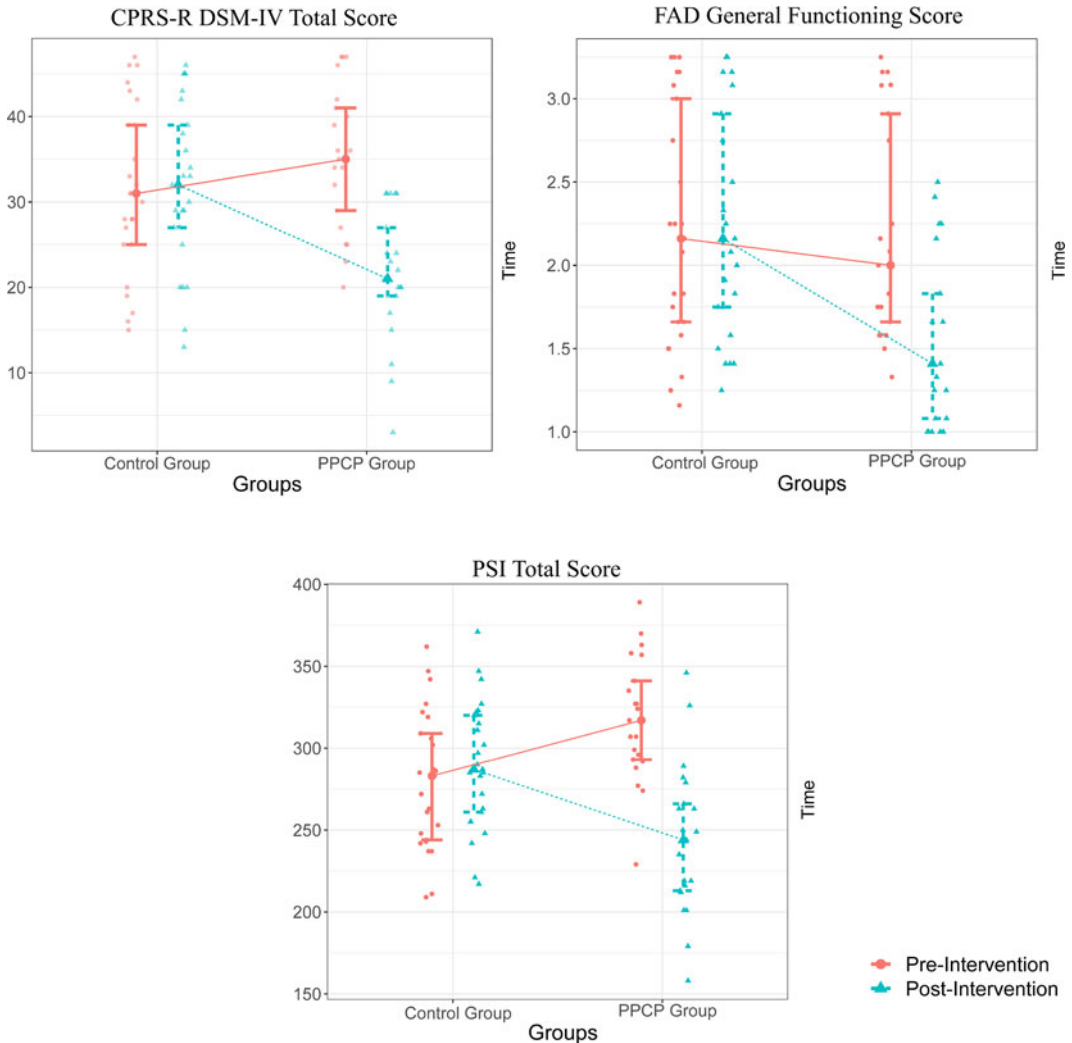 CPRS-R DSM-IV Total Score
40
30
20
10
Control Group
PPCP Group
Groups
Time
FAD General Functioning Score
3.0
2.5
2.0
1.5
1.0
Control Group
PPCP Group
Groups
Time
PSI Total Score
400
350
300
250
200
150
Control Group
PPCP Group
Groups
Time
Pre-Intervention
Post-Intervention